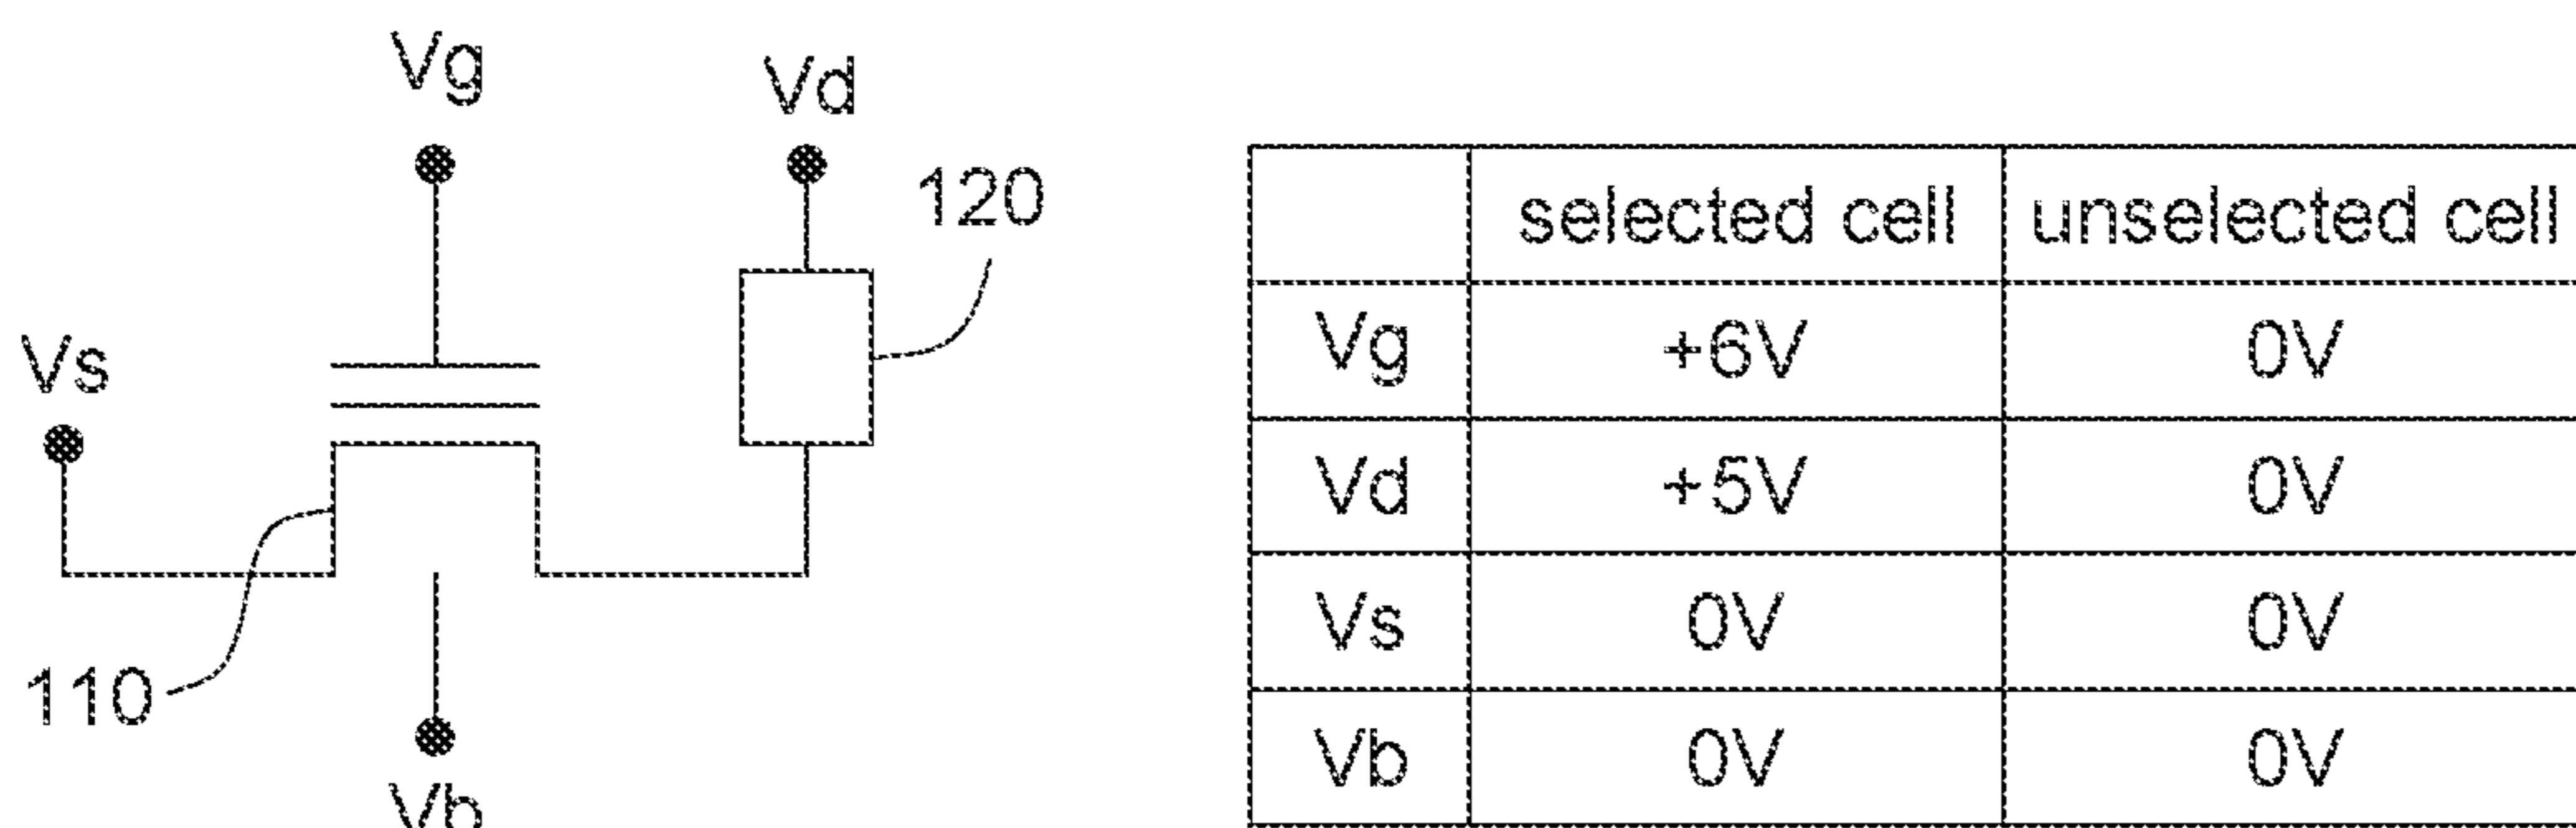 Vg
Vd
120
Vs
110
Vb
selected cell unselected cell
Vg +6V 0V
Vd +5V 0V
Vs 0V 0V
Vb 0V 0V